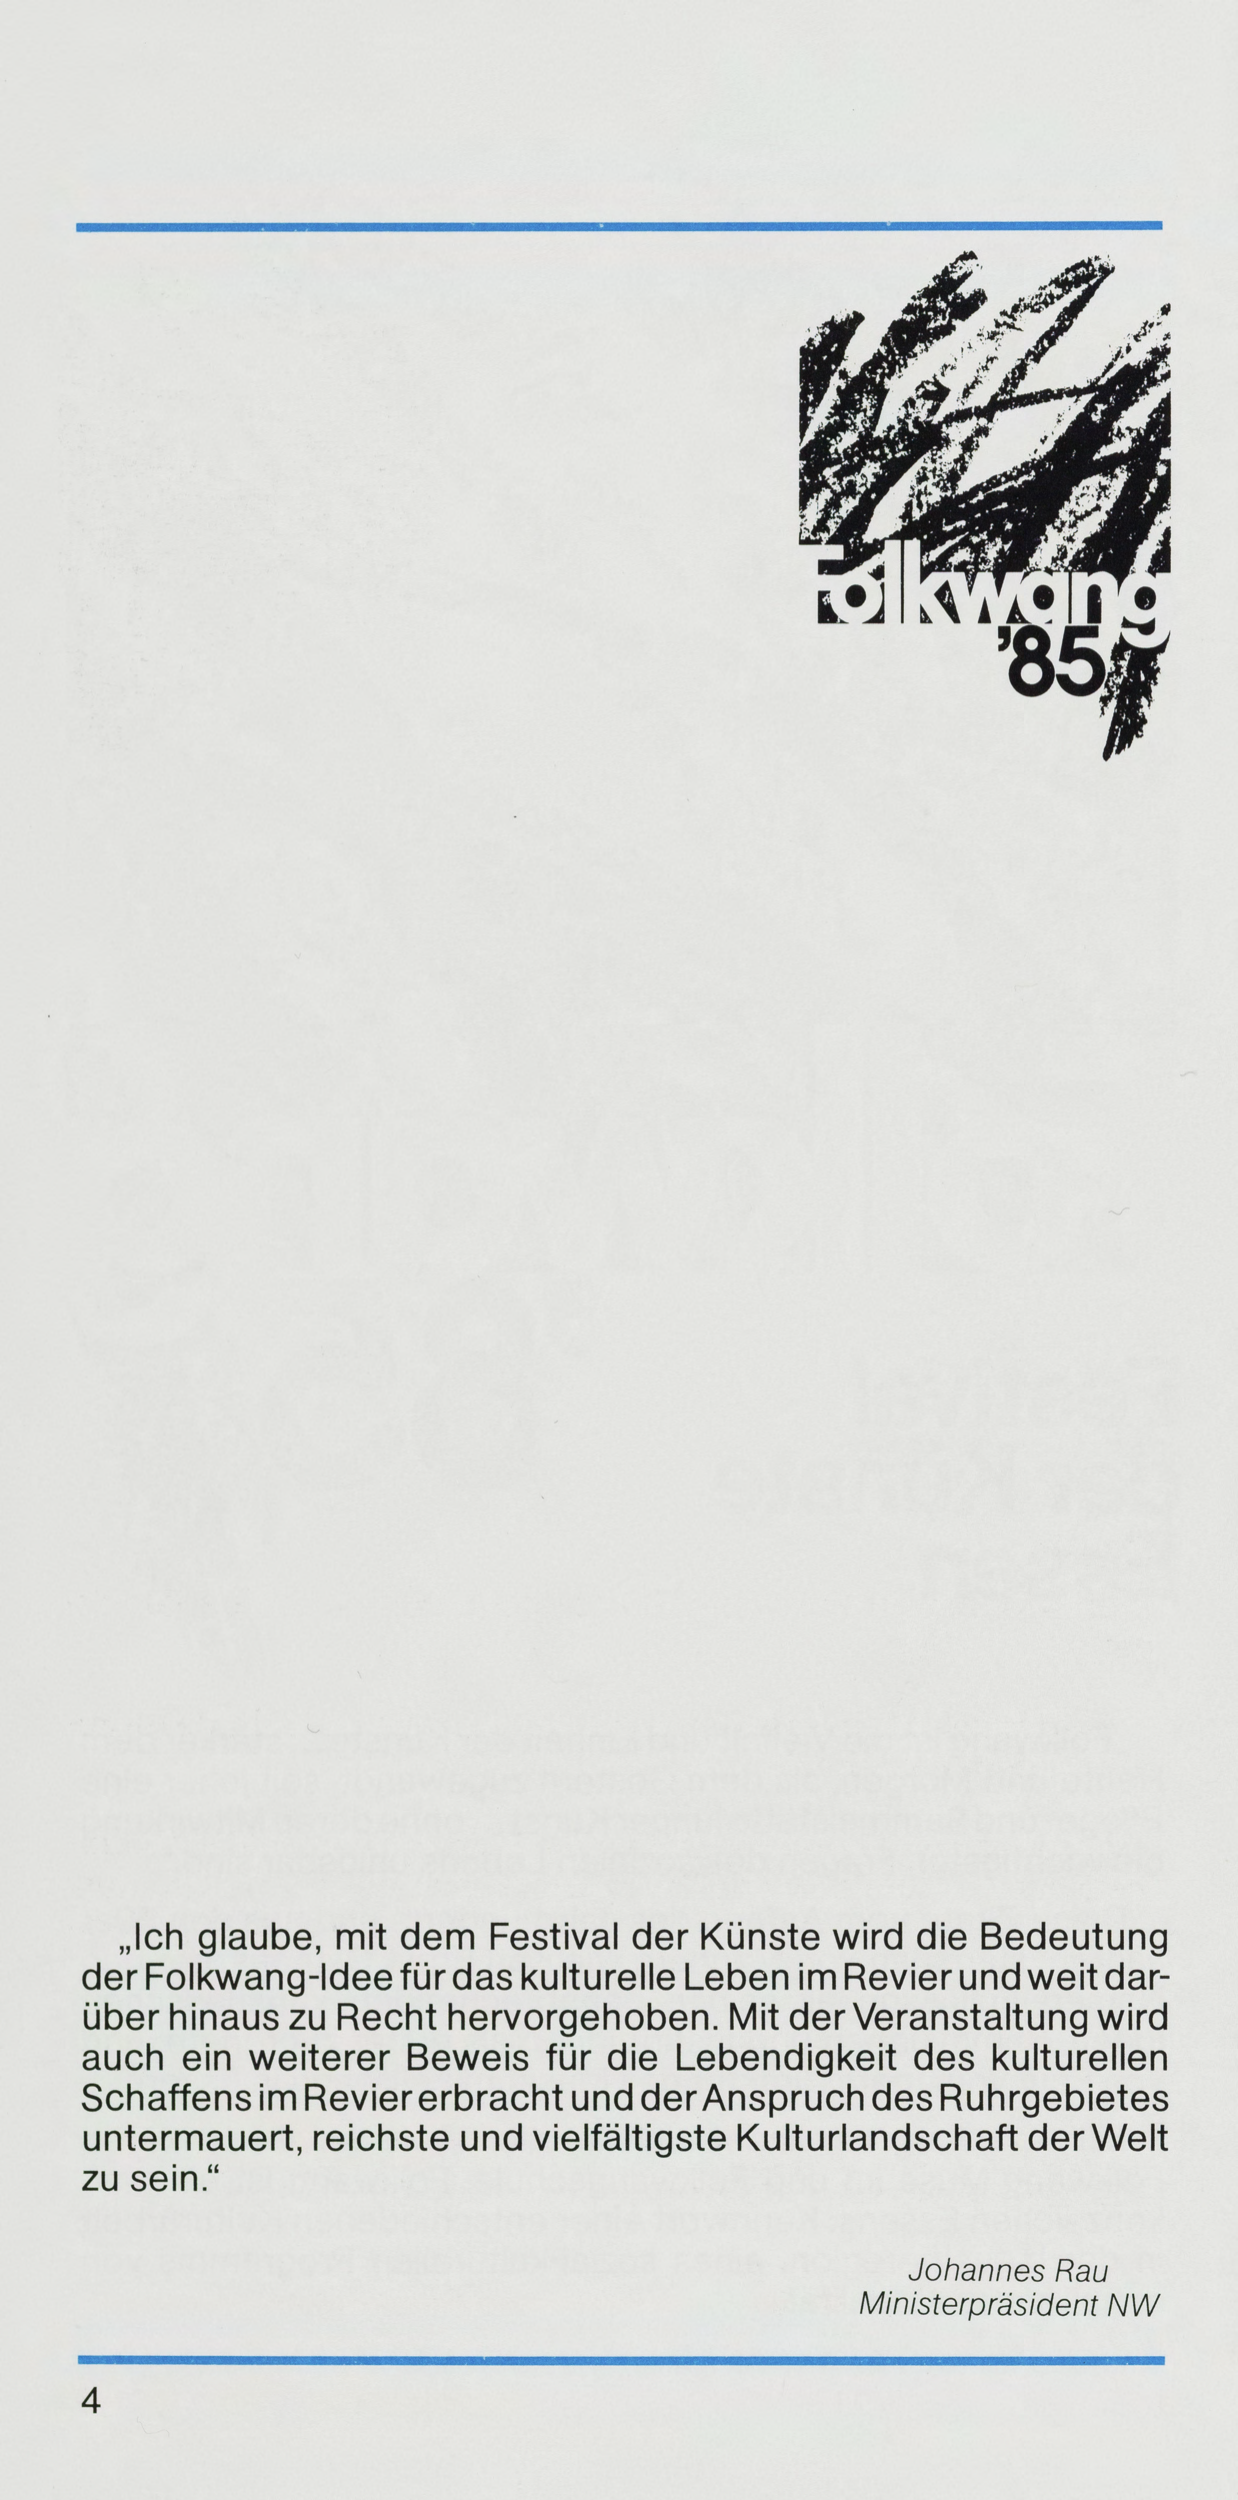 Folkwang
'85
„Ich glaube, mit dem Festival der Künste wird die Bedeutung
der Folkwang-Idee für das kulturelle Leben im Revier und weit dar-
über hinaus zu Recht hervorgehoben. Mit der Veranstaltung wird
auch ein weiterer Beweis für die Lebendigkeit des kulturellen
Schaffens im Revier erbracht und der Anspruch des Ruhrgebietes
untermauert, reichste und vielfältigste Kulturlandschaft der Welt
zu sein.“
Johannes Rau
Ministerpräsident NW
4